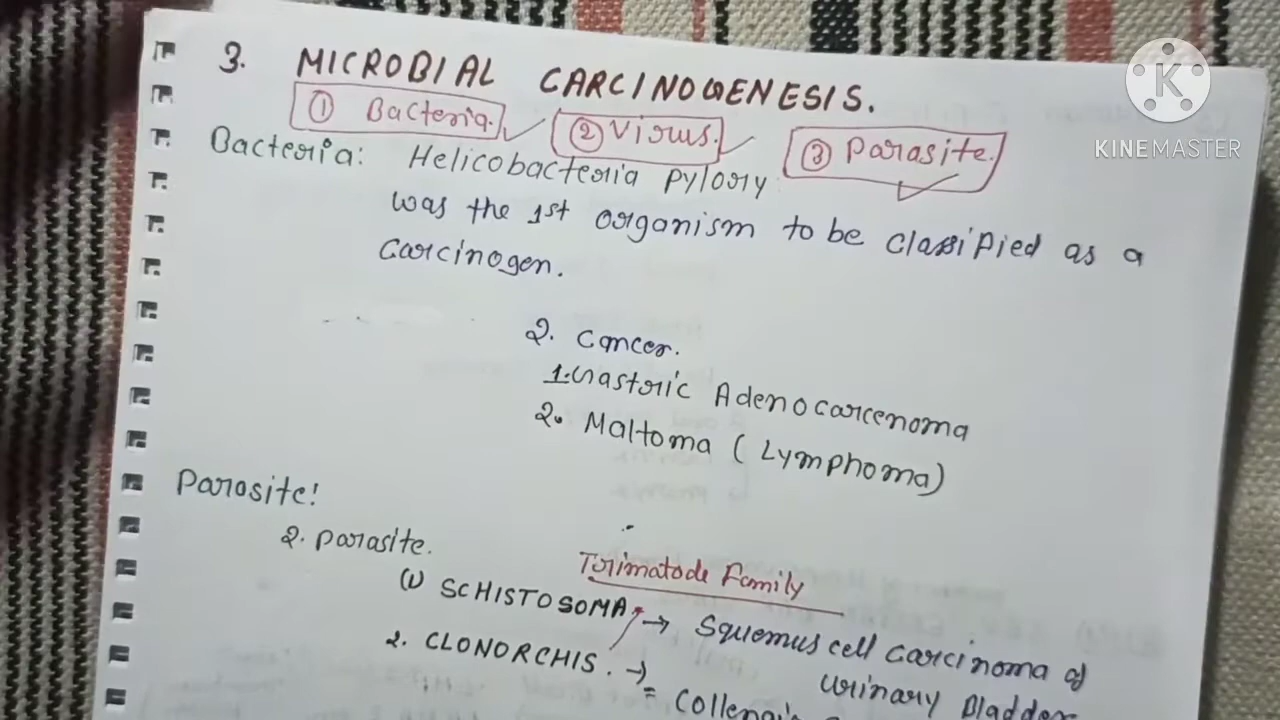 3. MICROBIAL CARCINOGENESIS.
① Bacteria. ② Virus. ③ Parasite.
Bacteria: Helicobacteria pylory
was the 1st organism to be classified as a
carcinogen.
2. Cancer.
1. Gastric Adenocarcenoma
2. Maltoma (Lymphoma)
Parasite!
2. parasite.
Trimatode Family
(1) SCHISTOSOMA → Squemus cell carcinoma of
urinary Bladder
2. CLONORCHIS. →
K
KINEMASTER